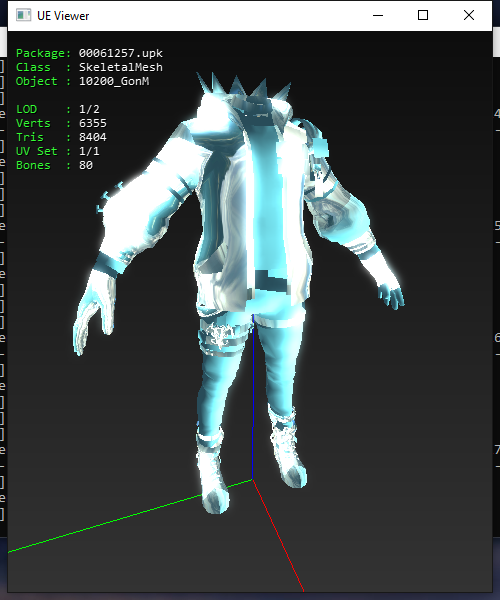 UE Viewer
Package: 00061257.upk
Class : SkeletalMesh
Object : 10200_GonM
LOD : 1/2
Verts : 6355
Tris : 8404
UV Set : 1/1
Bones : 80